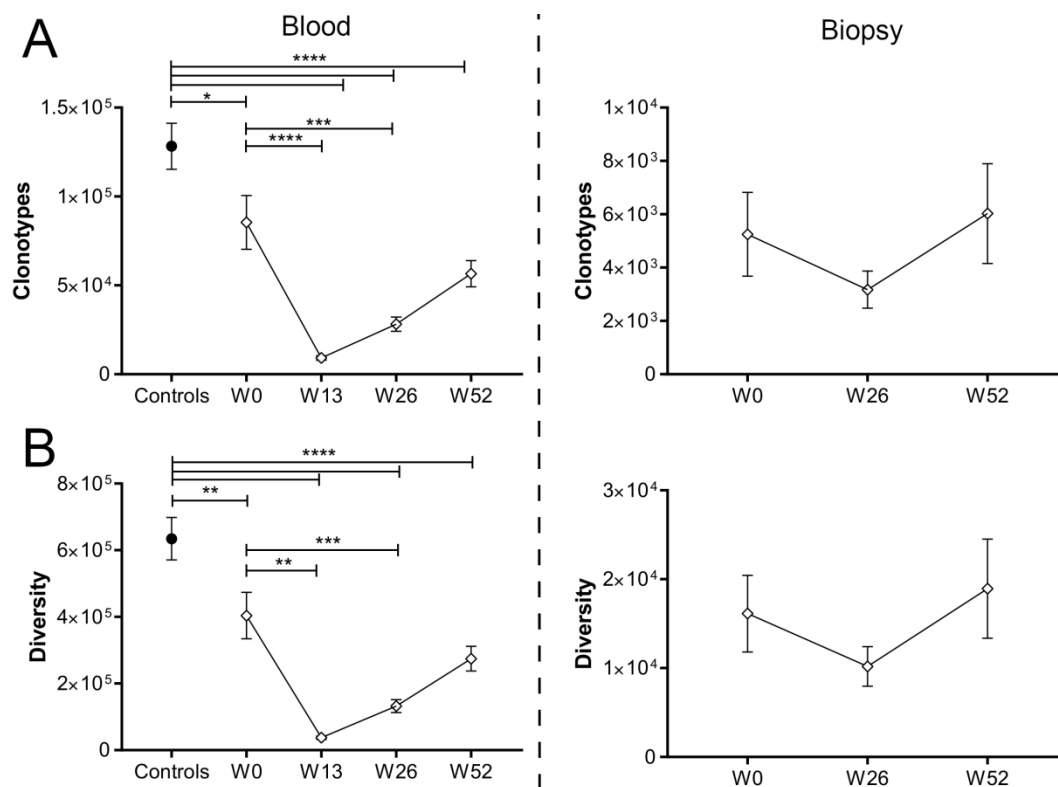 A
Blood
Biopsy
****
*
***
****
Clonotypes
1.5×10⁵
1×10⁵
5×10⁴
0
Controls W0 W13 W26 W52
Clonotypes
1×10⁴
8×10³
6×10³
4×10³
2×10³
0
W0 W26 W52
B
****
**
***
**
Diversity
8×10⁵
6×10⁵
4×10⁵
2×10⁵
0
Controls W0 W13 W26 W52
Diversity
3×10⁴
2×10⁴
1×10⁴
0
W0 W26 W52